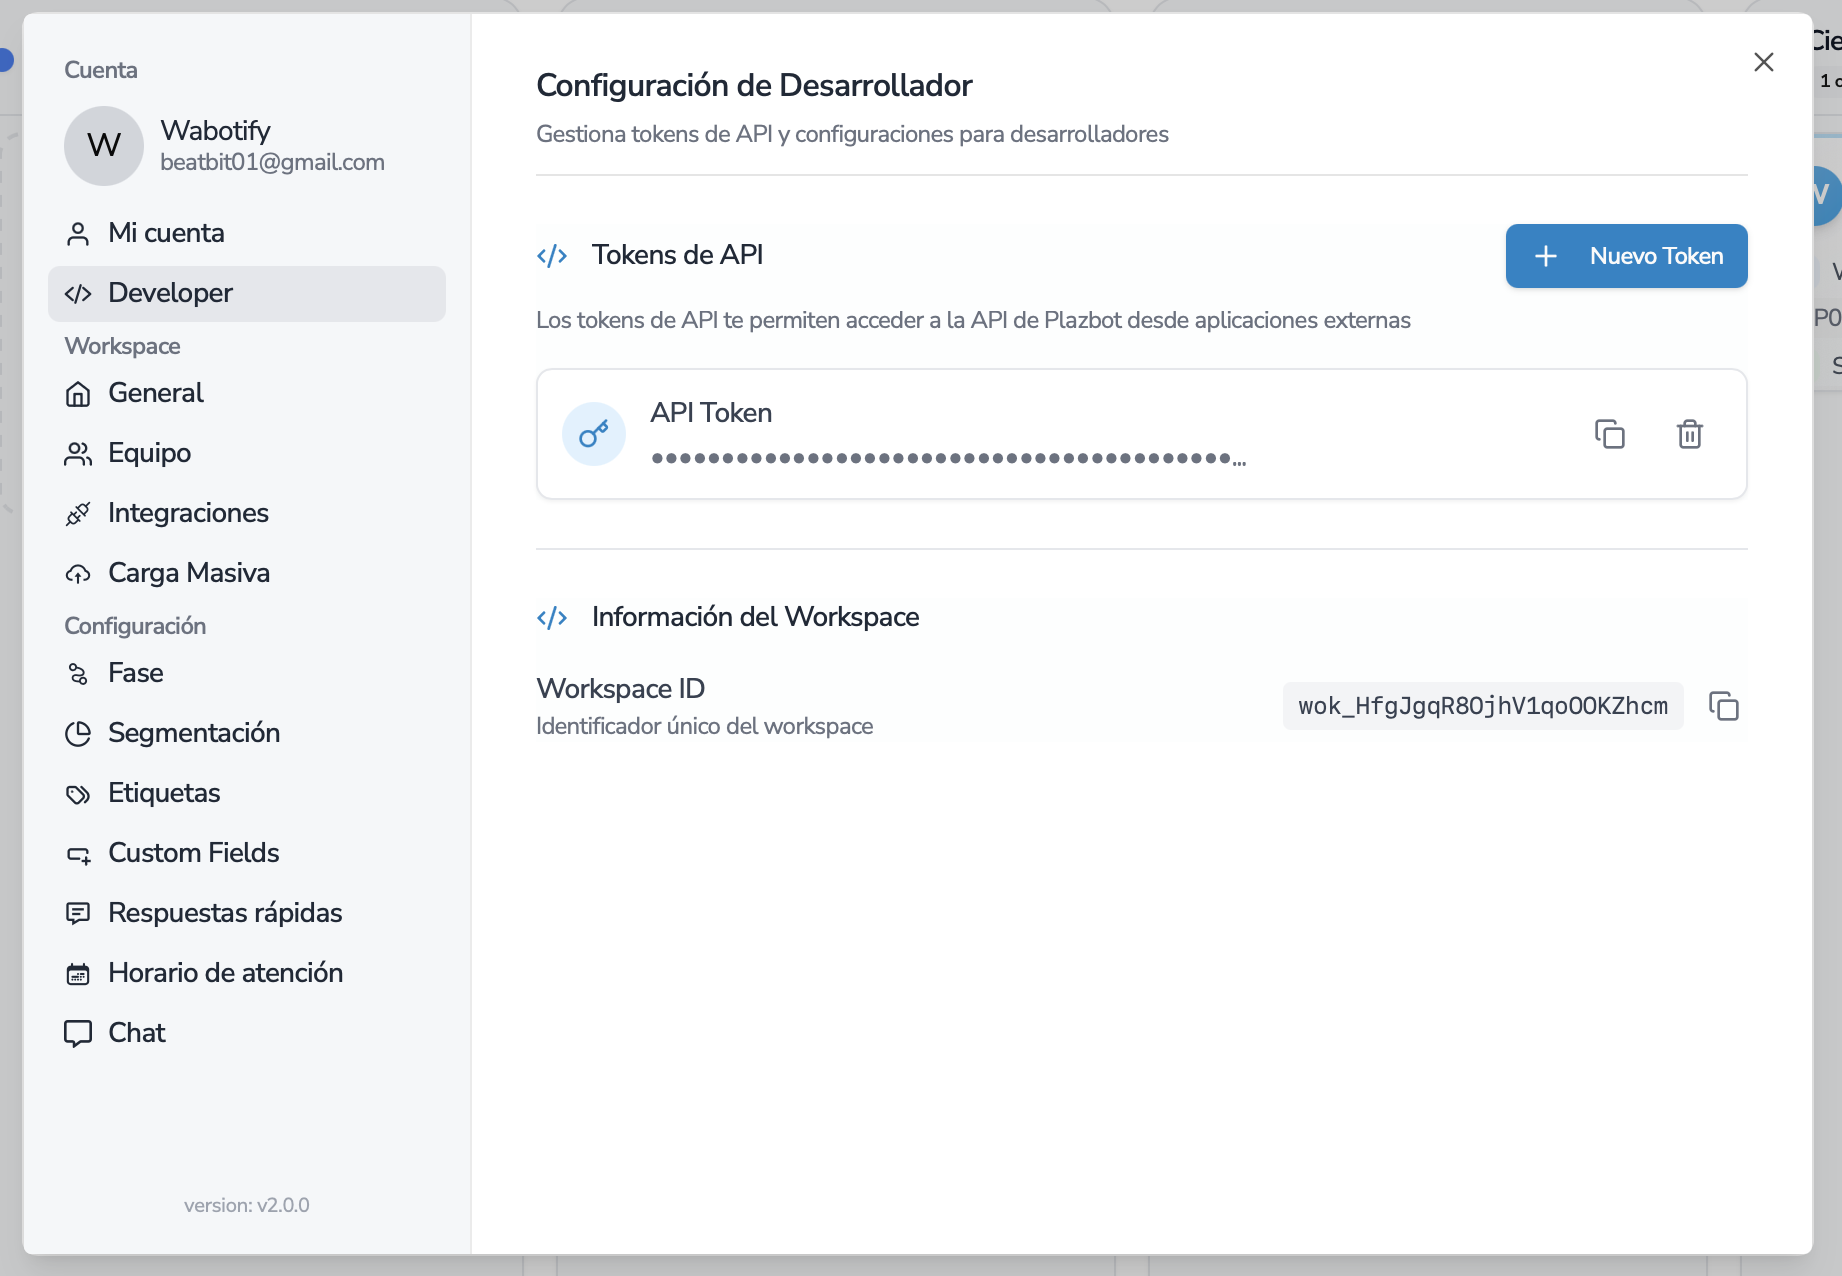 Cuenta
W
Wabotify
beatbit01@gmail.com
Mi cuenta
Developer
Workspace
General
Equipo
Integraciones
Carga Masiva
Configuración
Fase
Segmentación
Etiquetas
Custom Fields
Respuestas rápidas
Horario de atención
Chat
version: v2.0.0
Configuración de Desarrollador
Gestiona tokens de API y configuraciones para desarrolladores
Tokens de API
Nuevo Token
Los tokens de API te permiten acceder a la API de Plazbot desde aplicaciones externas
API Token
•••••••••••••••••••••••••••••••••••••••••...
Información del Workspace
Workspace ID
Identificador único del workspace
wok_HfgJgqR8OjhV1qoOOKZhcm